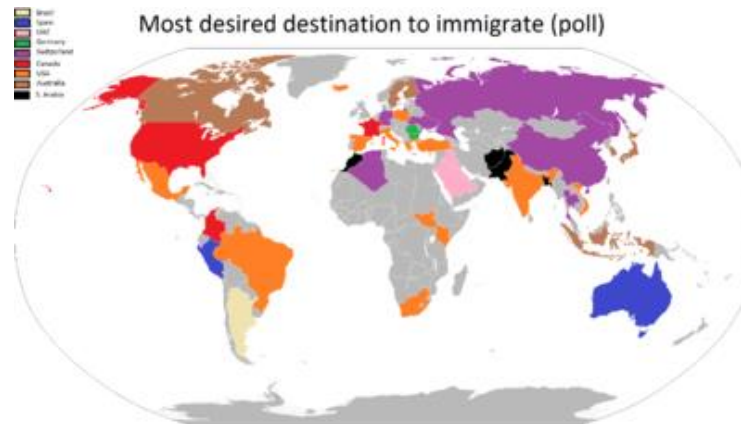 Most desired destination to immigrate (poll)
Brazil
Spain
UAE
Germany
Switzerland
Canada
USA
Australia
S. Arabia